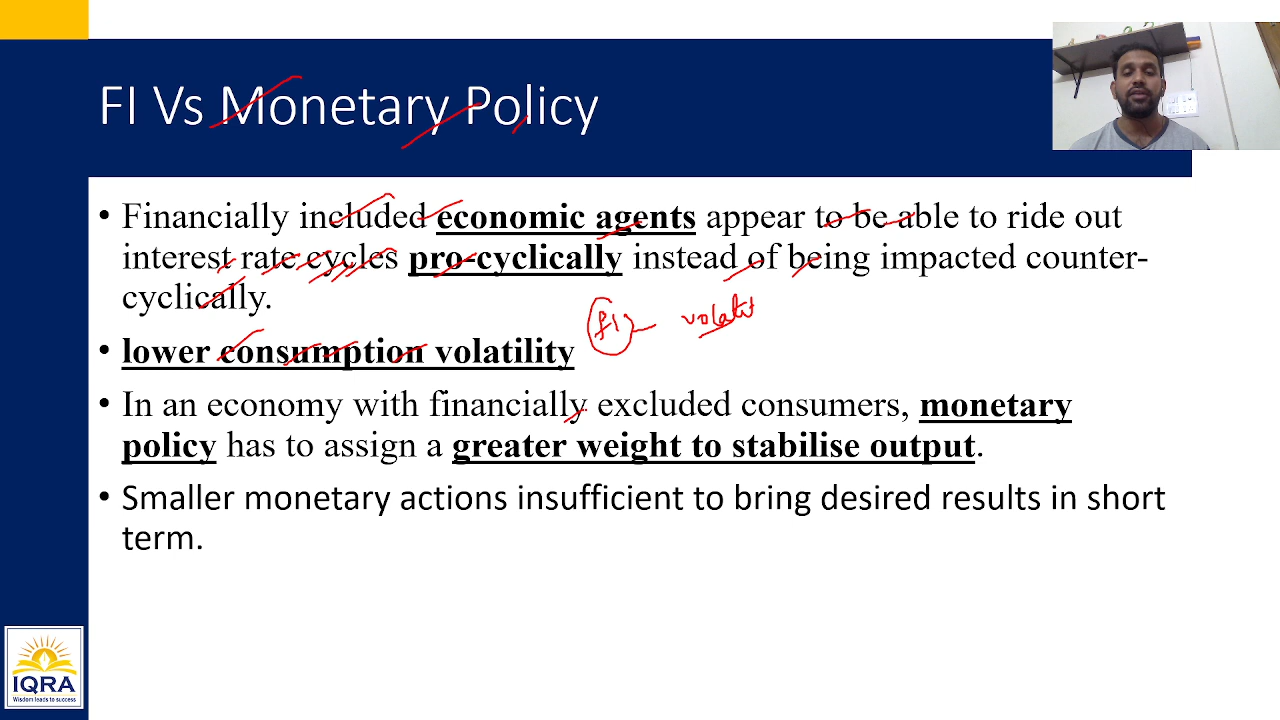 FI Vs Monetary Policy
• Financially included economic agents appear to be able to ride out
interest rate cycles pro-cyclically instead of being impacted counter-
cyclically.
FI volati
• lower consumption volatility
• In an economy with financially excluded consumers, monetary
policy has to assign a greater weight to stabilise output.
• Smaller monetary actions insufficient to bring desired results in short
term.
IQRA
Wisdom leads to success